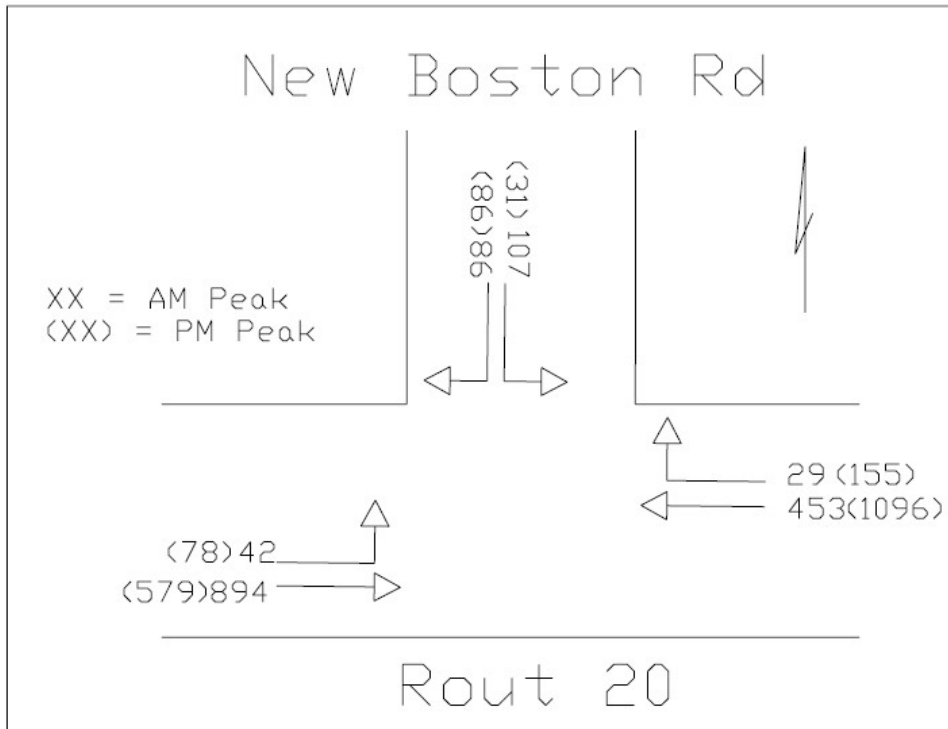 New Boston Rd
(86)86
(31)107
XX = AM Peak
(XX) = PM Peak
29(155)
453(1096)
(78)42
(579)894
Rout 20